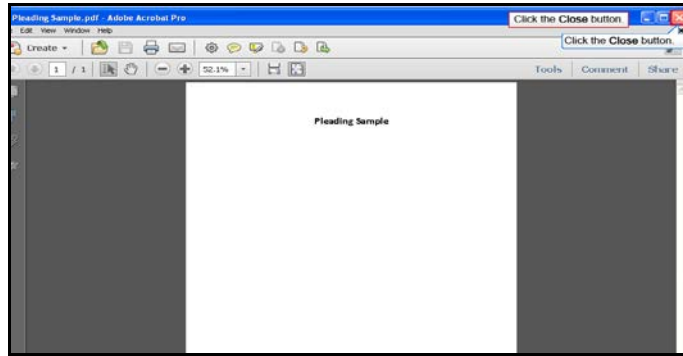 Pleading Sample.pdf - Adobe Acrobat Pro
Click the Close button.
Edit View Window Help
Click the Close button.
Create
1 / 1 52.1% Tools Comment Share
Pleading Sample